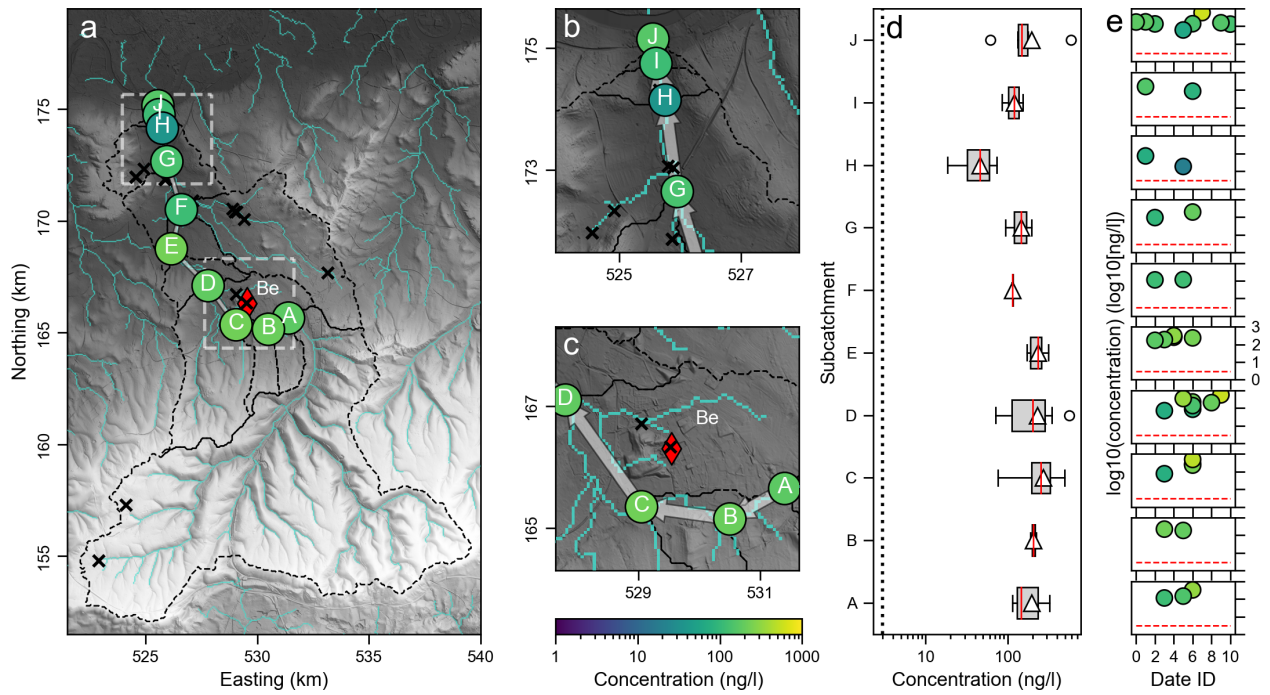 a
J
H
G
F
E
D
Be
C
B
A
175
170
165
160
155
Northing (km)
525
530
535
540
Easting (km)
b
J
I
H
G
175
173
525
527
c
D
Be
A
C
B
167
165
529
531
1
10
100
1000
Concentration (ng/l)
d
J
I
H
G
F
E
D
C
B
A
Subcatchment
10
100
Concentration (ng/l)
e
log10(concentration) (log10[ng/l])
3
2
1
0
0 2 4 6 8 10
Date ID